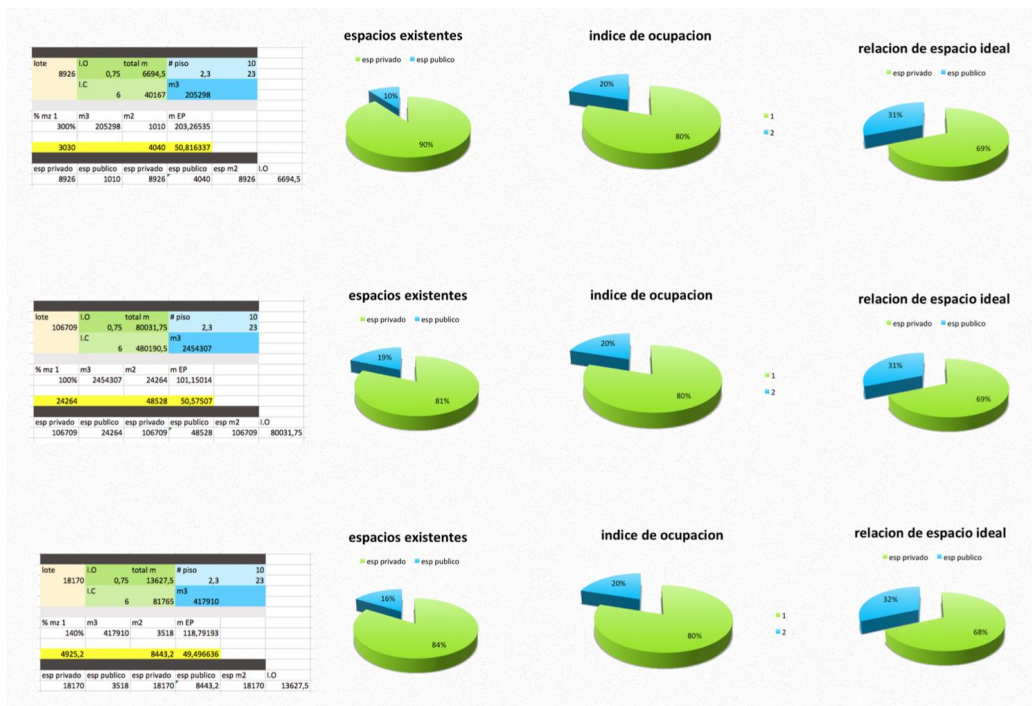 lote I.O total m # piso 10
8926 0,75 6694,5 2,3 23
I.C m3
6 40167 205298
% mz 1 m3 m2 m EP
300% 205298 1010 203,26535
3030 4040 50,816337
esp privado esp publico esp privado esp publico esp m2 I.O
8926 1010 8926 4040 8926 6694,5
espacios existentes
esp privado esp publico
10%
90%
indice de ocupacion
20%
80%
1
2
relacion de espacio ideal
esp privado esp publico
31%
69%
lote I.O total m # piso 10
106709 0,75 80031,75 2,3 23
I.C m3
6 480190,5 2454307
% mz 1 m3 m2 m EP
100% 2454307 24264 101,15014
24264 48528 50,57507
esp privado esp publico esp privado esp publico esp m2 I.O
106709 24264 106709 48528 106709 80031,75
espacios existentes
esp privado esp publico
19%
81%
indice de ocupacion
20%
80%
1
2
relacion de espacio ideal
esp privado esp publico
31%
69%
lote I.O total m # piso 10
18170 0,75 13627,5 2,3 23
I.C m3
6 81765 417910
% mz 1 m3 m2 m EP
140% 417910 3518 118,79193
4925,2 8443,2 49,496636
esp privado esp publico esp privado esp publico esp m2 I.O
18170 3518 18170 8443,2 18170 13627,5
espacios existentes
esp privado esp publico
16%
84%
indice de ocupacion
20%
80%
1
2
relacion de espacio ideal
esp privado esp publico
32%
68%